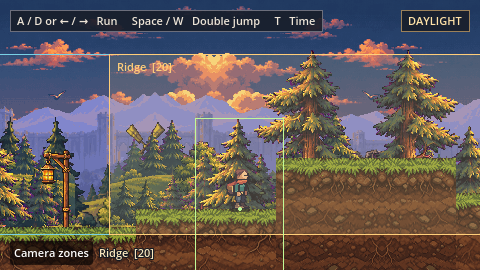 A / D or ← / → Run Space / W Double jump T Time
DAYLIGHT
Ridge [20]
Camera zones Ridge [20]